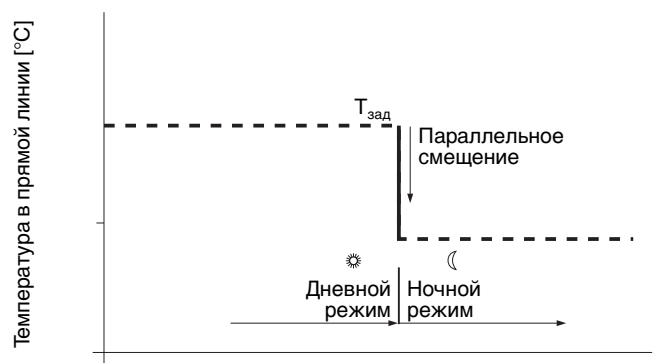 Температура в прямой линии [°C]
Tзад
Параллельное
смещение
Дневной
режим
Ночной
режим